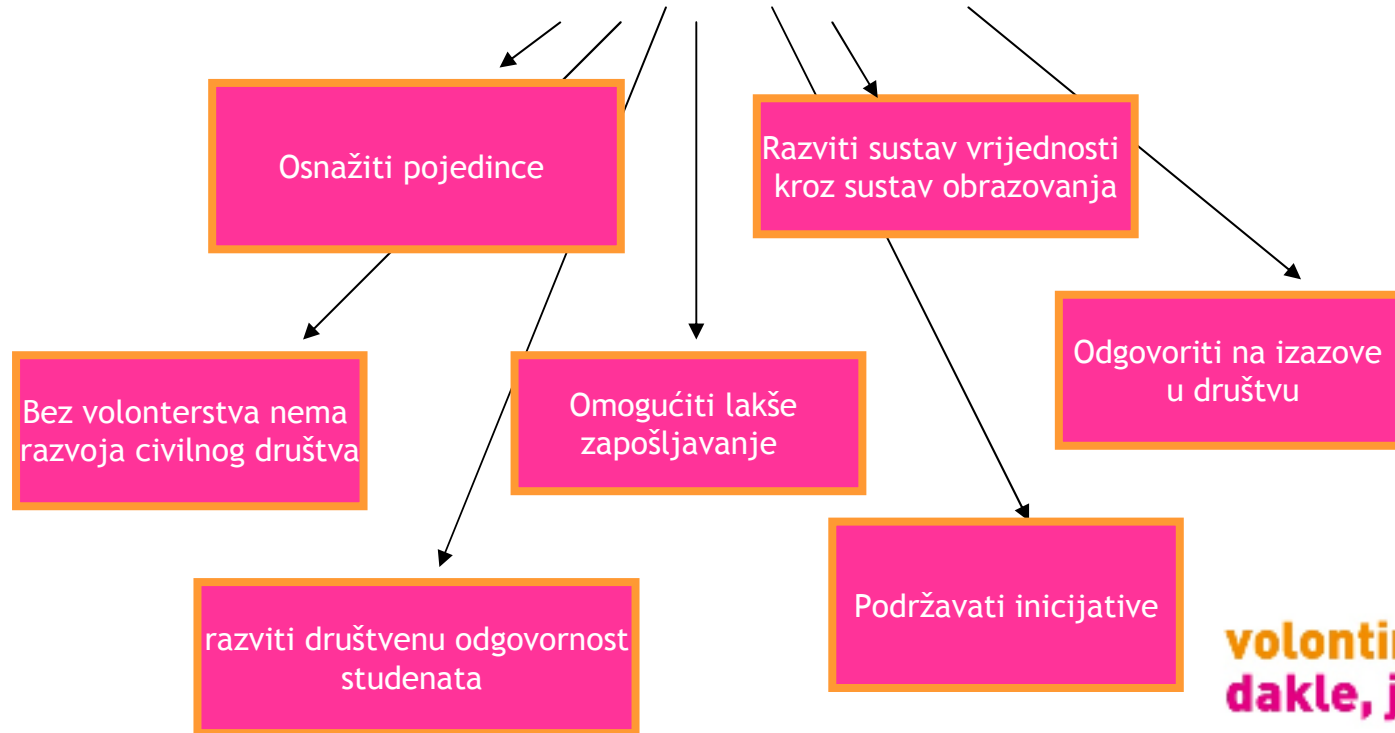 Osnažiti pojedince
Razviti sustav vrijednosti
kroz sustav obrazovanja
Odgovoriti na izazove
u društvu
Bez volonterstva nema
razvoja civilnog društva
Omogućiti lakše
zapošljavanje
Podržavati inicijative
razviti društvenu odgovornost
studenata
dakle,